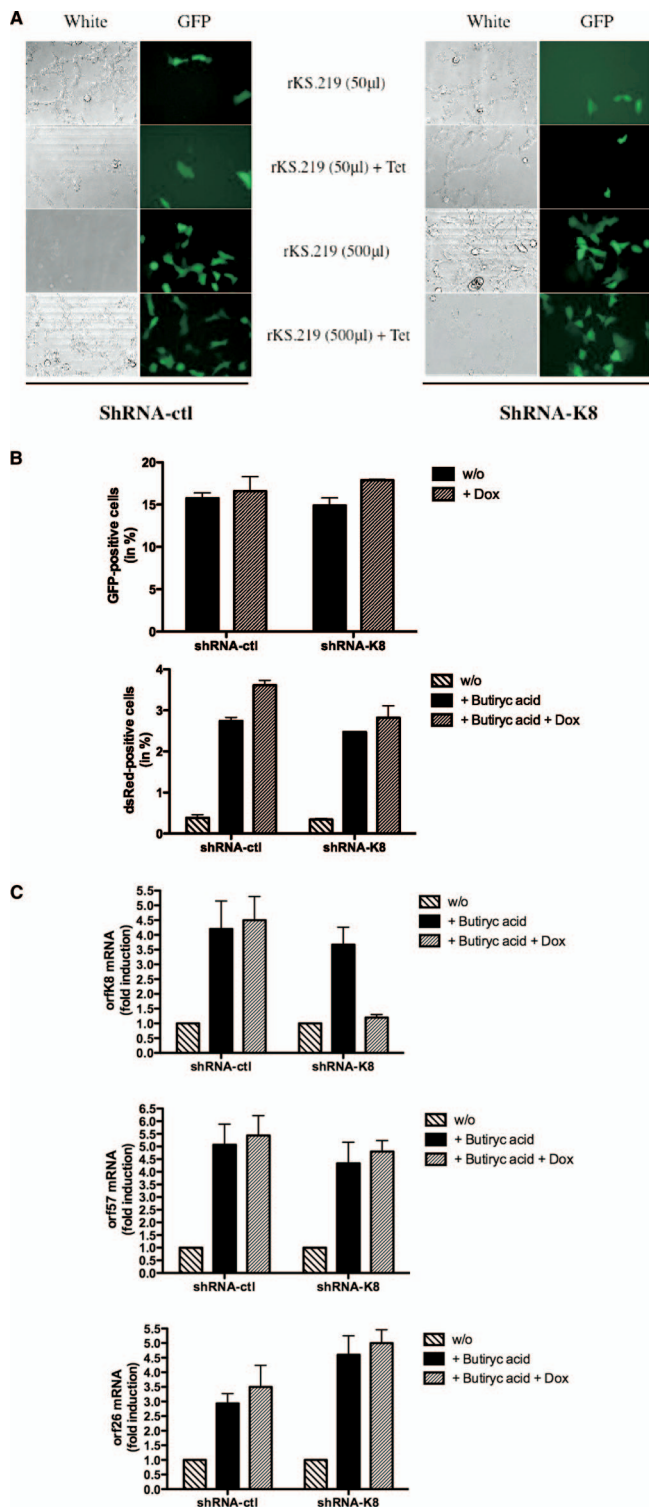 A
White GFP White GFP
rKS.219 (50µl)
rKS.219 (50µl) + Tet
rKS.219 (500µl)
rKS.219 (500µl) + Tet
ShRNA-ctl ShRNA-K8
B
GFP-positive cells
(in %)
20
15
10
5
0
shRNA-ctl shRNA-K8
w/o
+ Dox
dsRed-positive cells
(in %)
4
3
2
1
0
shRNA-ctl shRNA-K8
w/o
+ Butiryc acid
+ Butiryc acid + Dox
C
orfK8 mRNA
(fold induction)
5.5
5.0
4.5
4.0
3.5
3.0
2.5
2.0
1.5
1.0
0.5
0.0
shRNA-ctl shRNA-K8
w/o
+ Butiryc acid
+ Butiryc acid + Dox
orf57 mRNA
(fold induction)
6.5
6.0
5.5
5.0
4.5
4.0
3.5
3.0
2.5
2.0
1.5
1.0
0.5
0.0
shRNA-ctl shRNA-K8
w/o
+ Butiryc acid
+ Butiryc acid + Dox
orf26 mRNA
(fold induction)
5.5
5.0
4.5
4.0
3.5
3.0
2.5
2.0
1.5
1.0
0.5
0.0
shRNA-ctl shRNA-K8
w/o
+ Butiryc acid
+ Butiryc acid + Dox